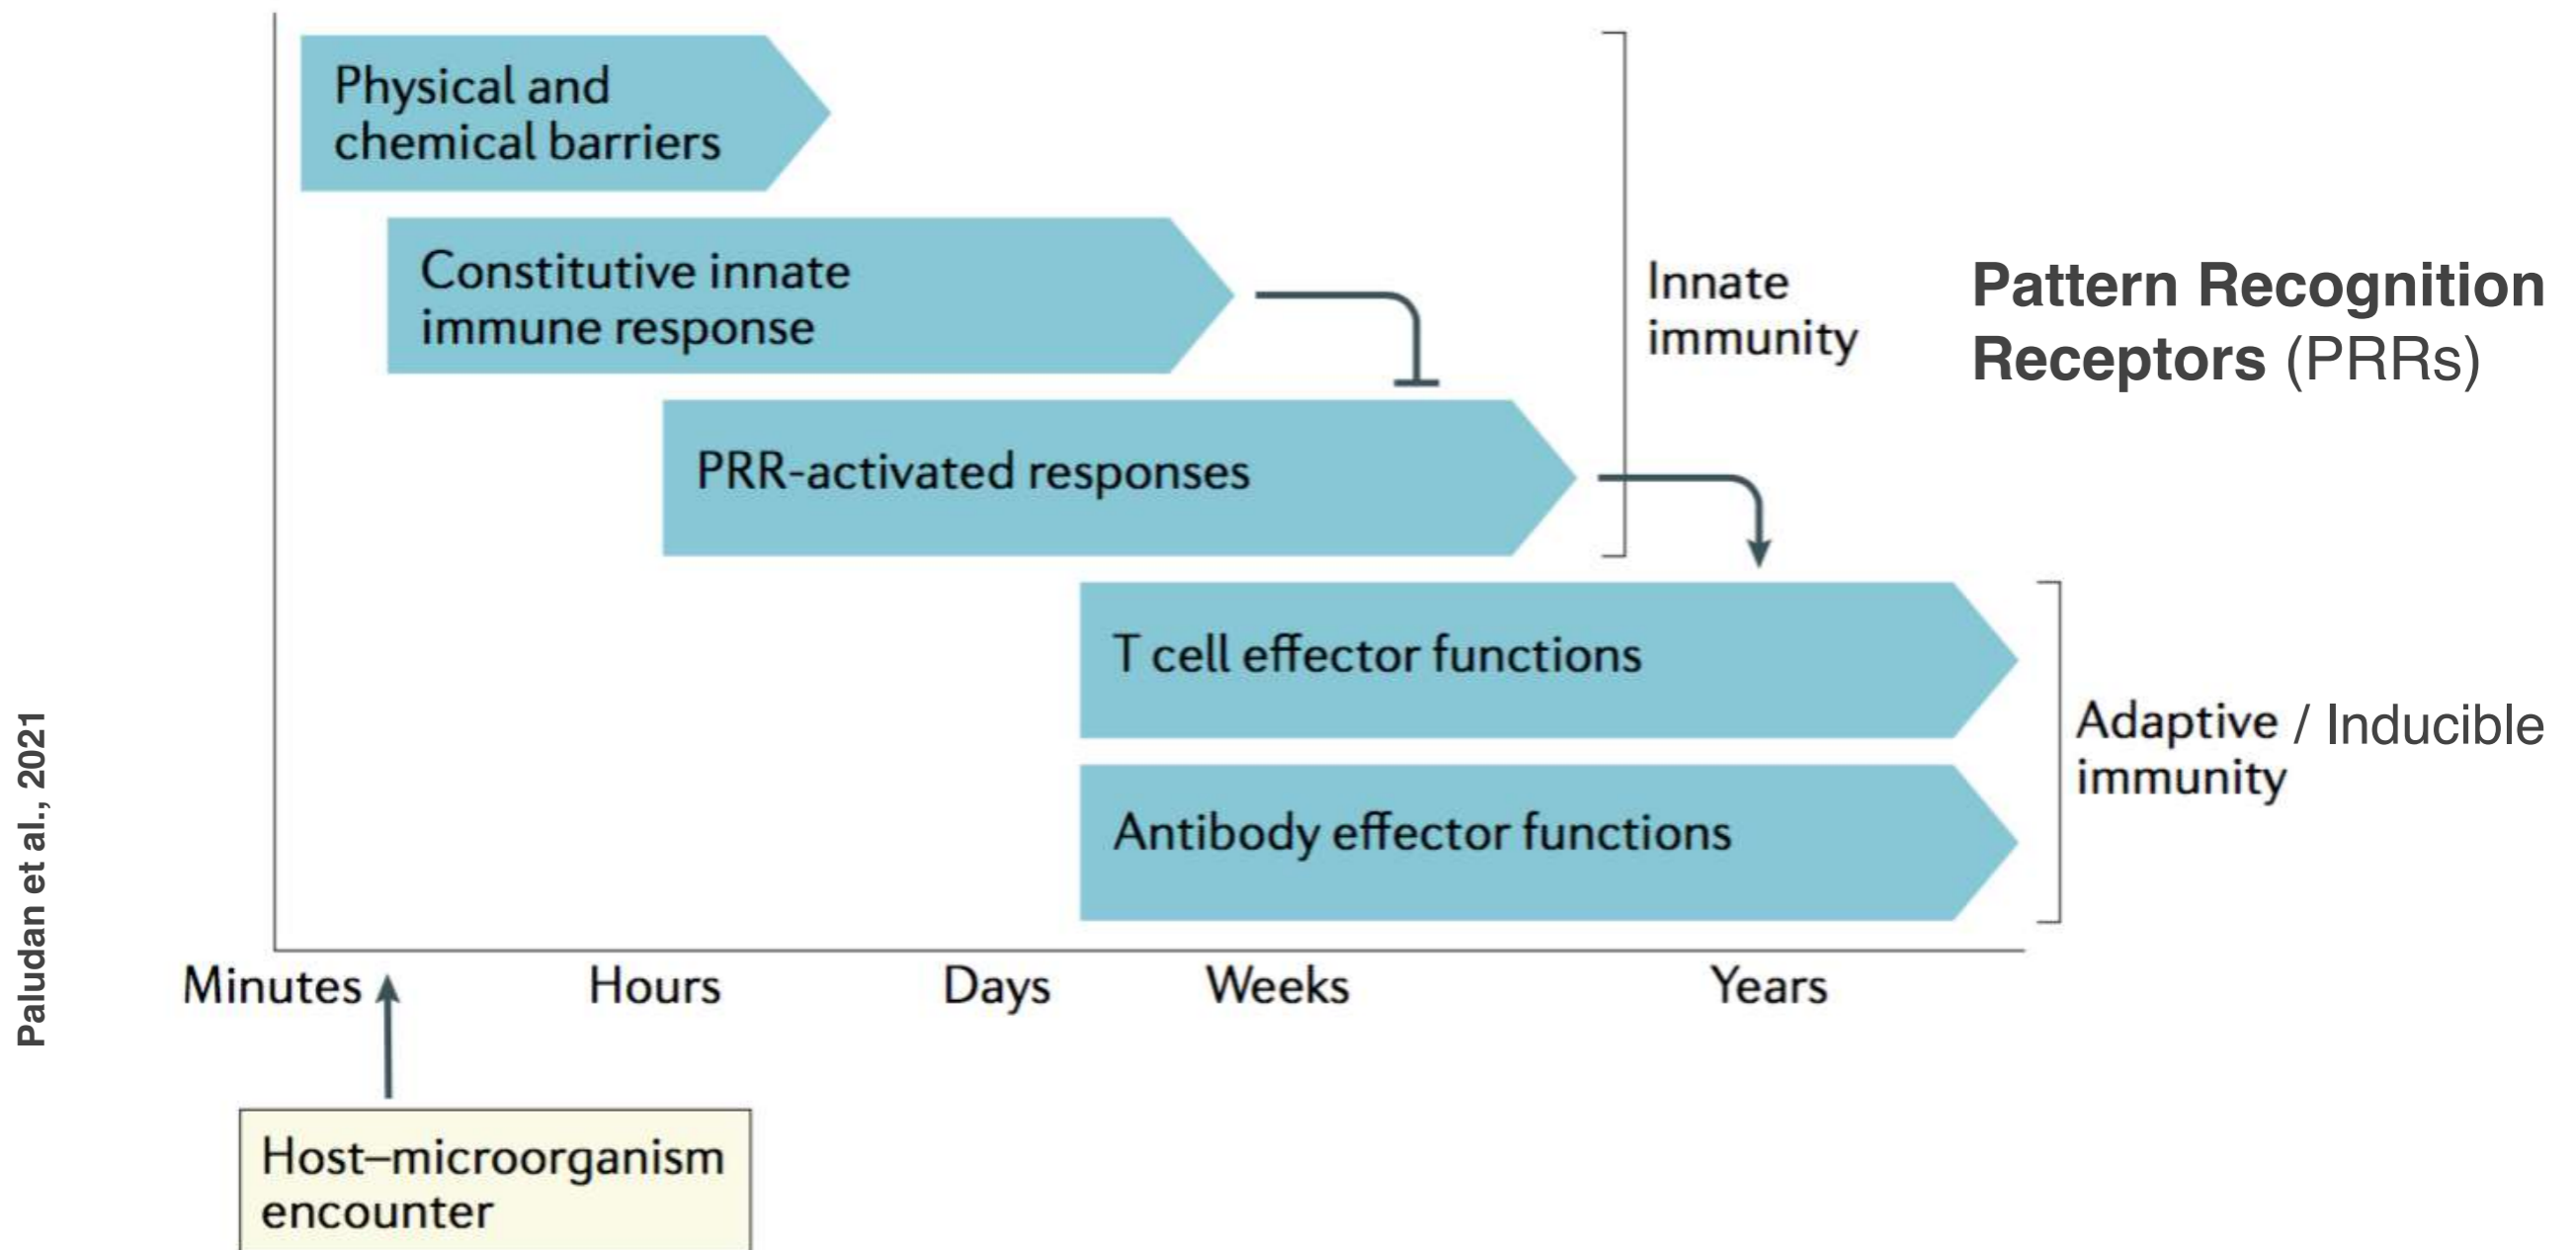 Physical and
chemical barriers
Constitutive innate
immune response
PRR-activated responses
Innate
immunity
Pattern Recognition
Receptors (PRRs)
T cell effector functions
Antibody effector functions
Adaptive / Inducible
immunity
Minutes
Hours
Days
Weeks
Years
Host–microorganism
encounter
Paludan et al., 2021